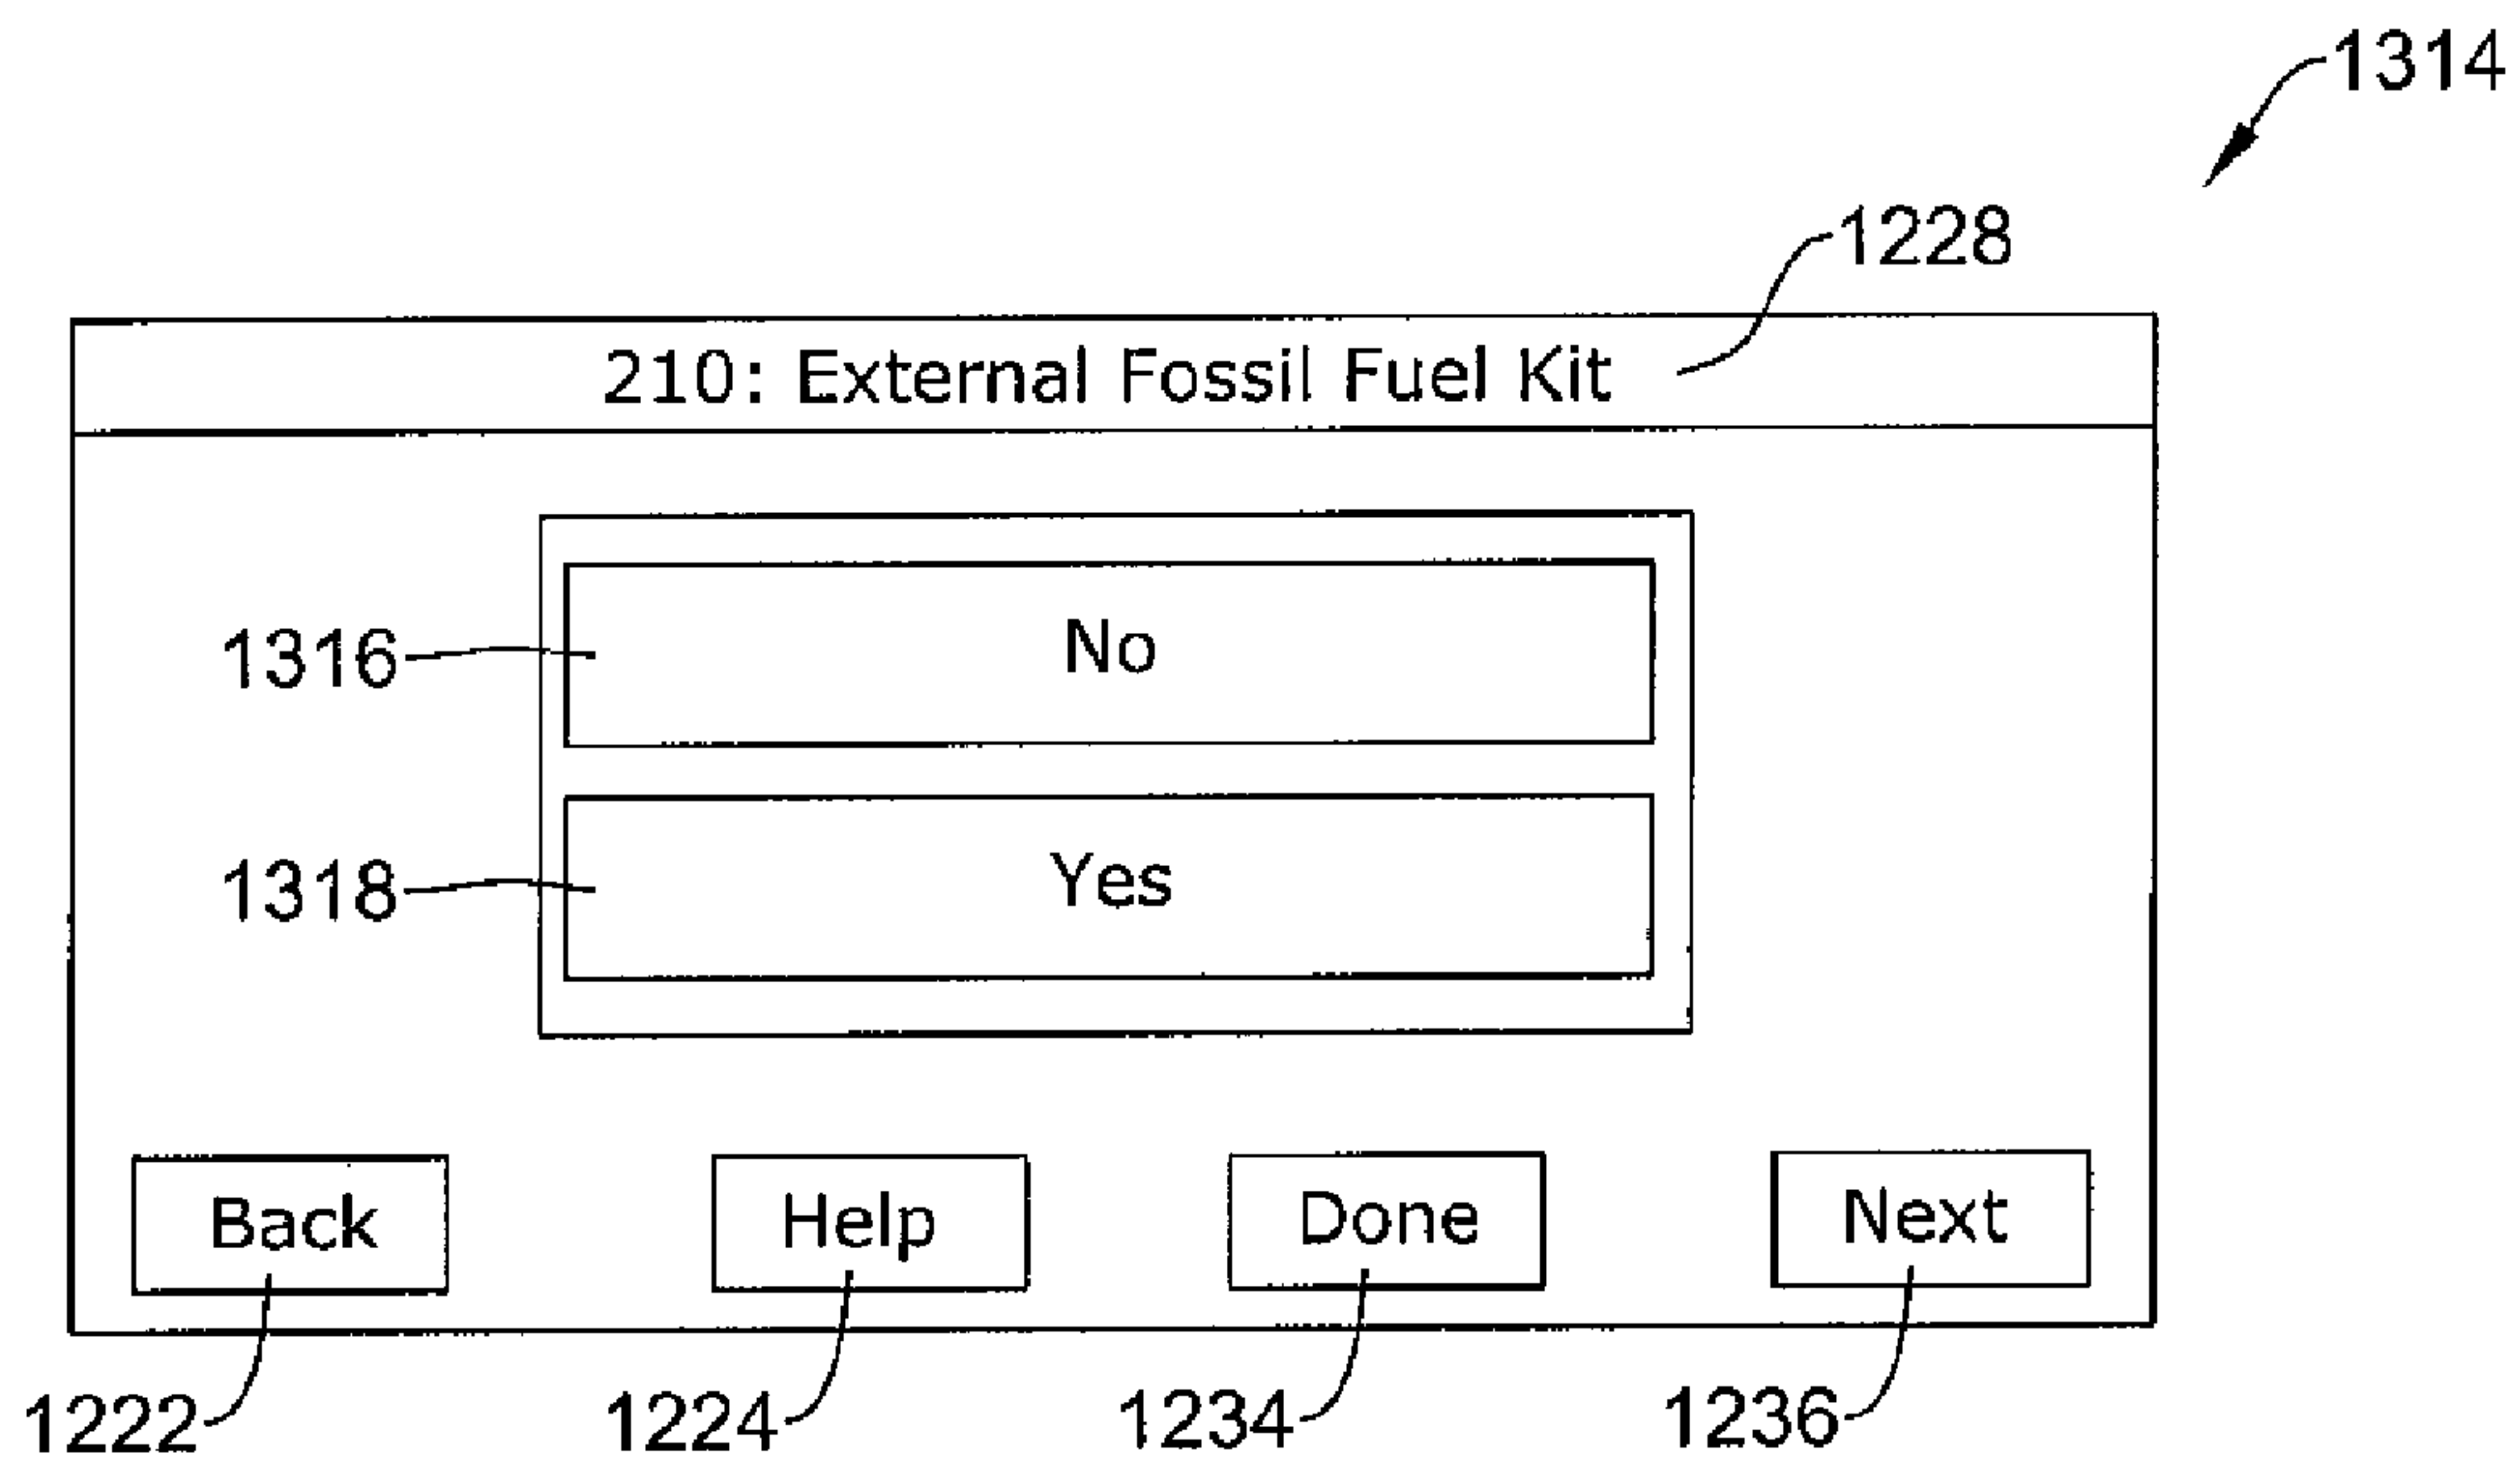 1314
1228
210: External Fossil Fuel Kit
1316 No
1318 Yes
Back Help Done Next
1222 1224 1234 1236